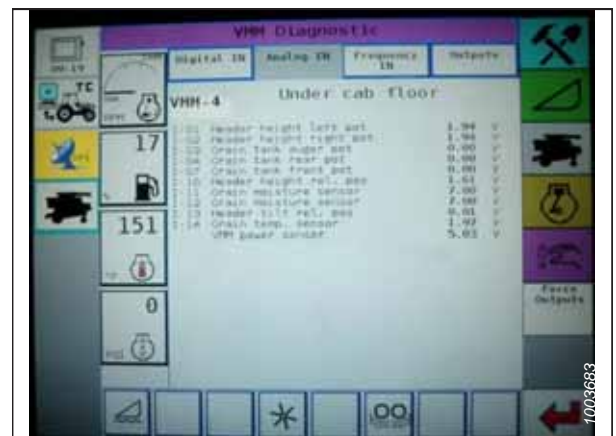 VMM Diagnostic
Digital IN
Analog IN
Frequency IN
Outputs
TC
1.0
VMM-4
Under cab floor
Header height left pot 1.94 V
Header height right pot 1.94 V
Grain tank auger pot 0.00 V
Grain tank rear pot 0.00 V
Grain tank front pot 0.00 V
Header height rel. pos 1.61 V
Grain moisture sensor 7.00 V
Grain moisture sensor 7.00 V
Header tilt rel. pos 0.01 V
Grain temp. sensor
VMM power sensor 5.03 V
17
151
0
Force
Outputs
1003683